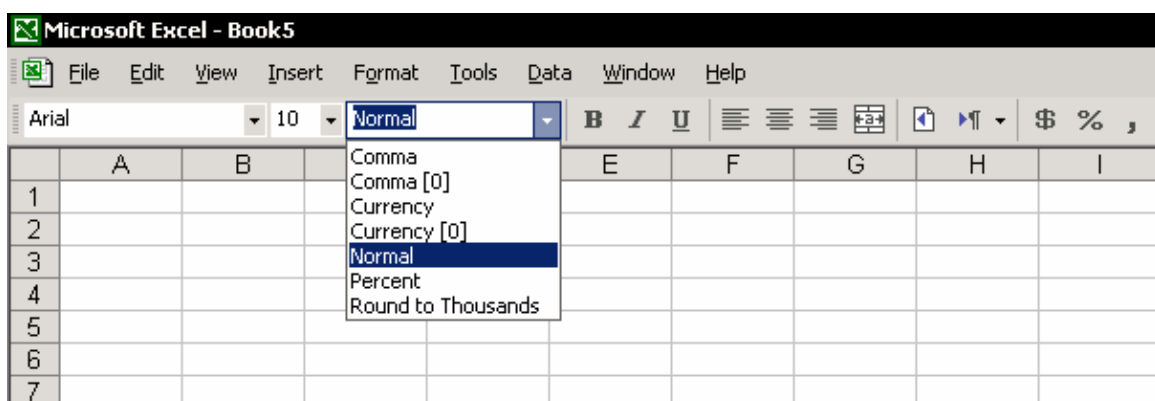 Microsoft Excel - Book5
File Edit View Insert Format Tools Data Window Help
Arial 10 Normal B I U a $ % ,
Comma
Comma [0]
Currency
Currency [0]
Normal
Percent
Round to Thousands
A B E F G H I
1
2
3
4
5
6
7